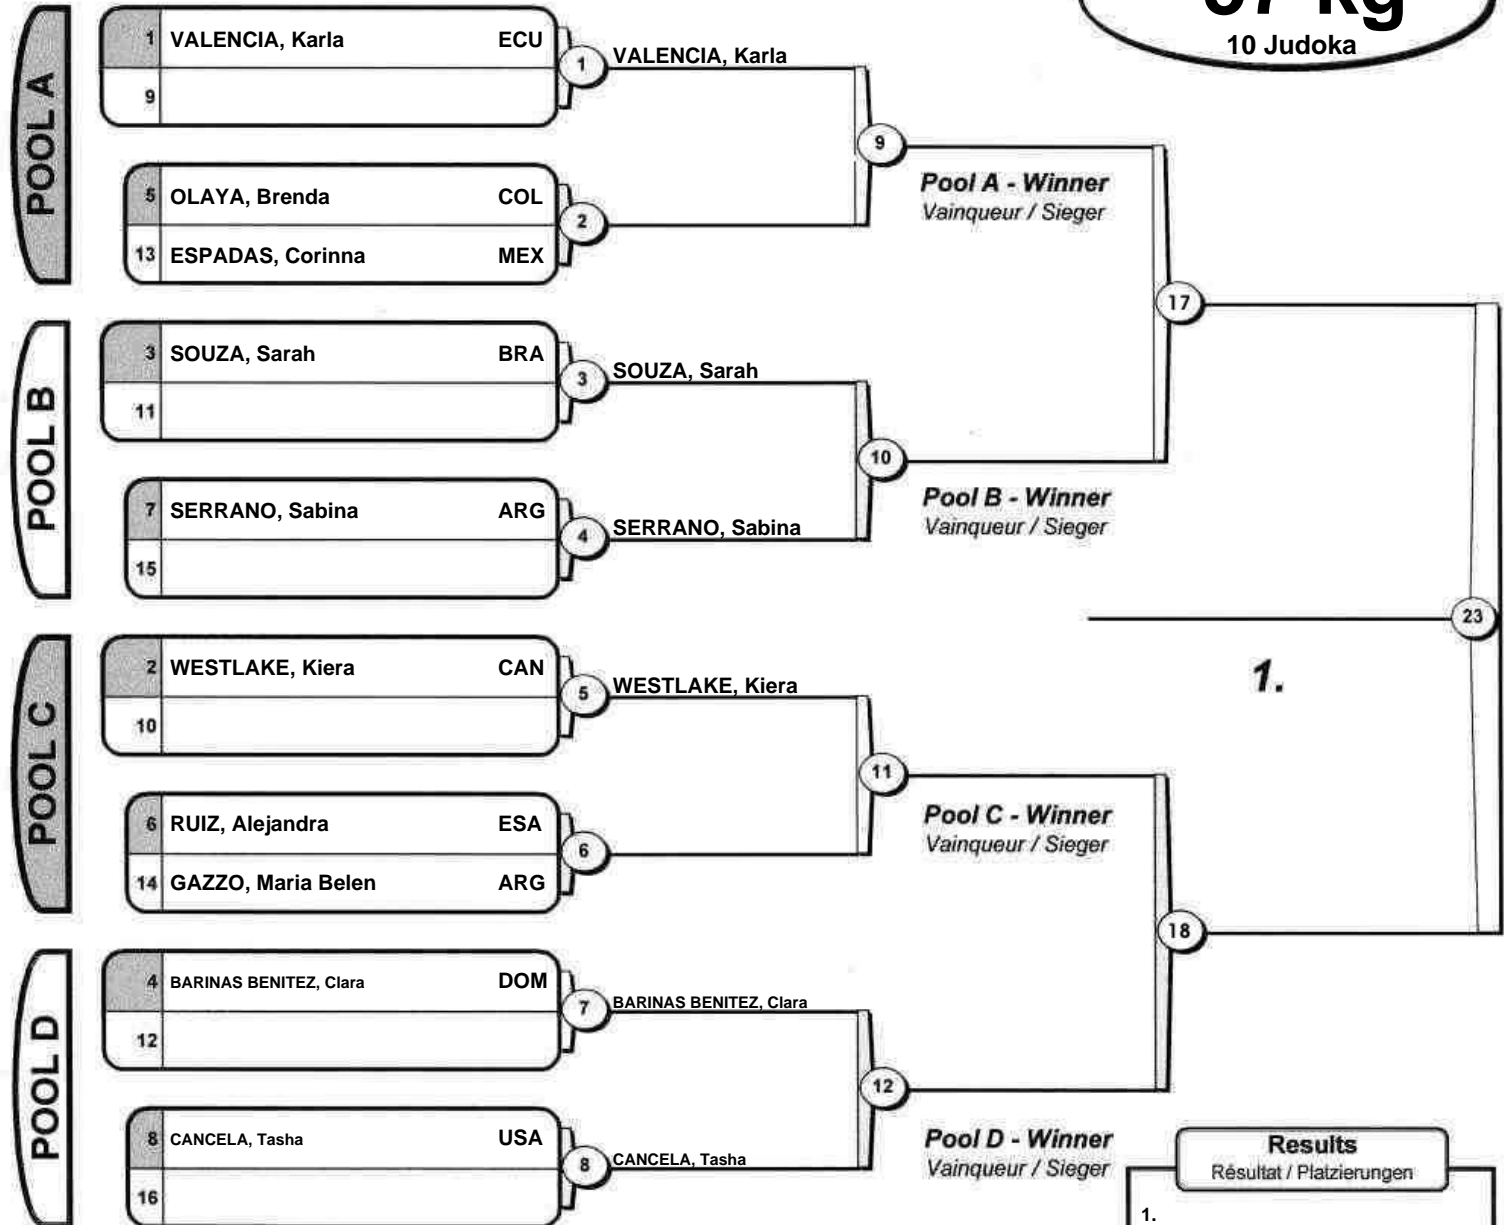 10 Judoka
POOL A
1 VALENCIA, Karla ECU
9
1 VALENCIA, Karla
5 OLAYA, Brenda COL
13 ESPADAS, Corinna MEX
2
9
Pool A - Winner
Vainqueur / Sieger
POOL B
3 SOUZA, Sarah BRA
11
3 SOUZA, Sarah
7 SERRANO, Sabina ARG
15
4 SERRANO, Sabina
10
Pool B - Winner
Vainqueur / Sieger
17
POOL C
2 WESTLAKE, Kiera CAN
10
5 WESTLAKE, Kiera
6 RUIZ, Alejandra ESA
14 GAZZO, Maria Belen ARG
6
11
Pool C - Winner
Vainqueur / Sieger
POOL D
4 BARINAS BENITEZ, Clara DOM
12
7 BARINAS BENITEZ, Clara
8 CANCELA, Tasha USA
16
8 CANCELA, Tasha
12
Pool D - Winner
Vainqueur / Sieger
18
23
1.
Results
Résultat / Platzierungen
1.